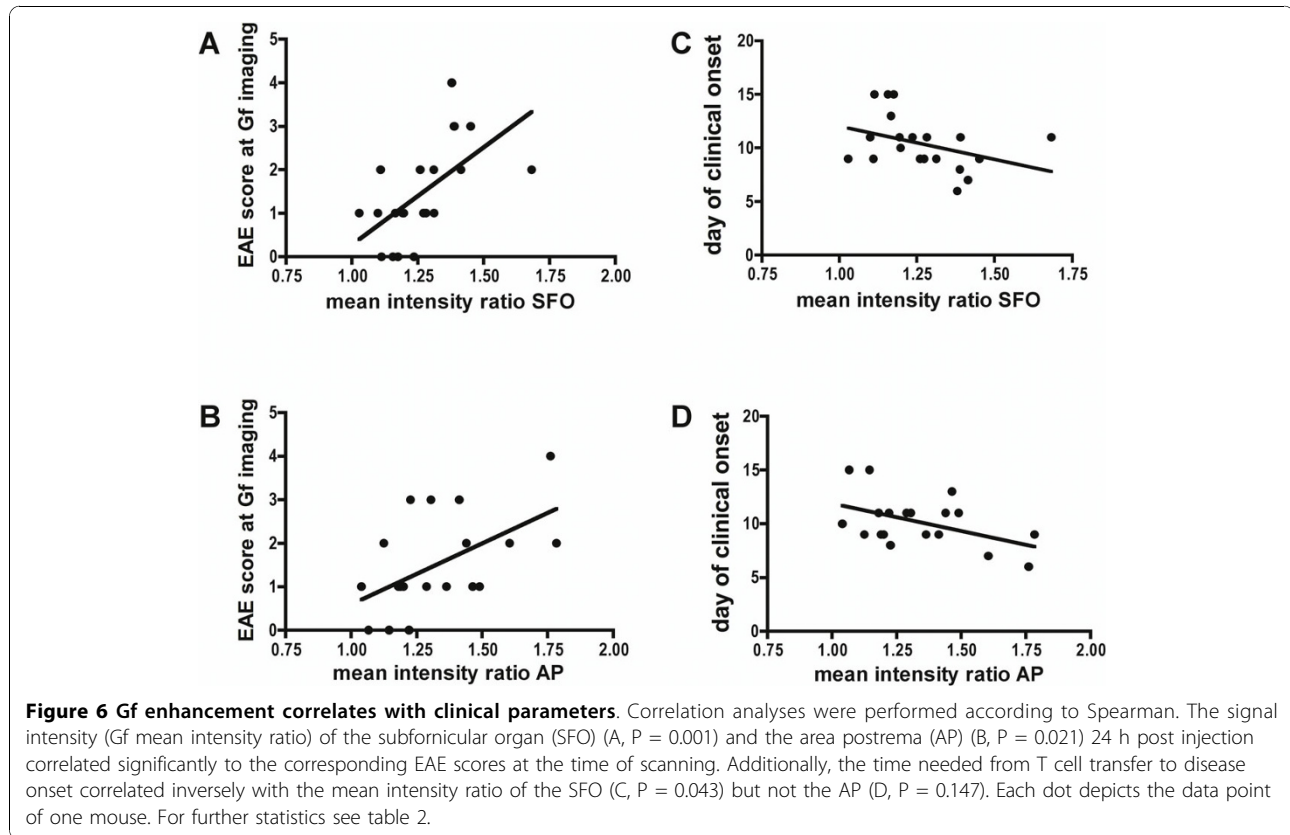 A
EAE score at Gf imaging
5
4
3
2
1
0
0.75 1.00 1.25 1.50 1.75 2.00
mean intensity ratio SFO
C
day of clinical onset
20
15
10
5
0
0.75 1.00 1.25 1.50 1.75
mean intensity ratio SFO
B
EAE score at Gf imaging
5
4
3
2
1
0
0.75 1.00 1.25 1.50 1.75 2.00
mean intensity ratio AP
D
day of clinical onset
20
15
10
5
0
0.75 1.00 1.25 1.50 1.75 2.00
mean intensity ratio AP
Figure 6 Gf enhancement correlates with clinical parameters. Correlation analyses were performed according to Spearman. The signal
intensity (Gf mean intensity ratio) of the subfornicular organ (SFO) (A, P = 0.001) and the area postrema (AP) (B, P = 0.021) 24 h post injection
correlated significantly to the corresponding EAE scores at the time of scanning. Additionally, the time needed from T cell transfer to disease
onset correlated inversely with the mean intensity ratio of the SFO (C, P = 0.043) but not the AP (D, P = 0.147). Each dot depicts the data point
of one mouse. For further statistics see table 2.